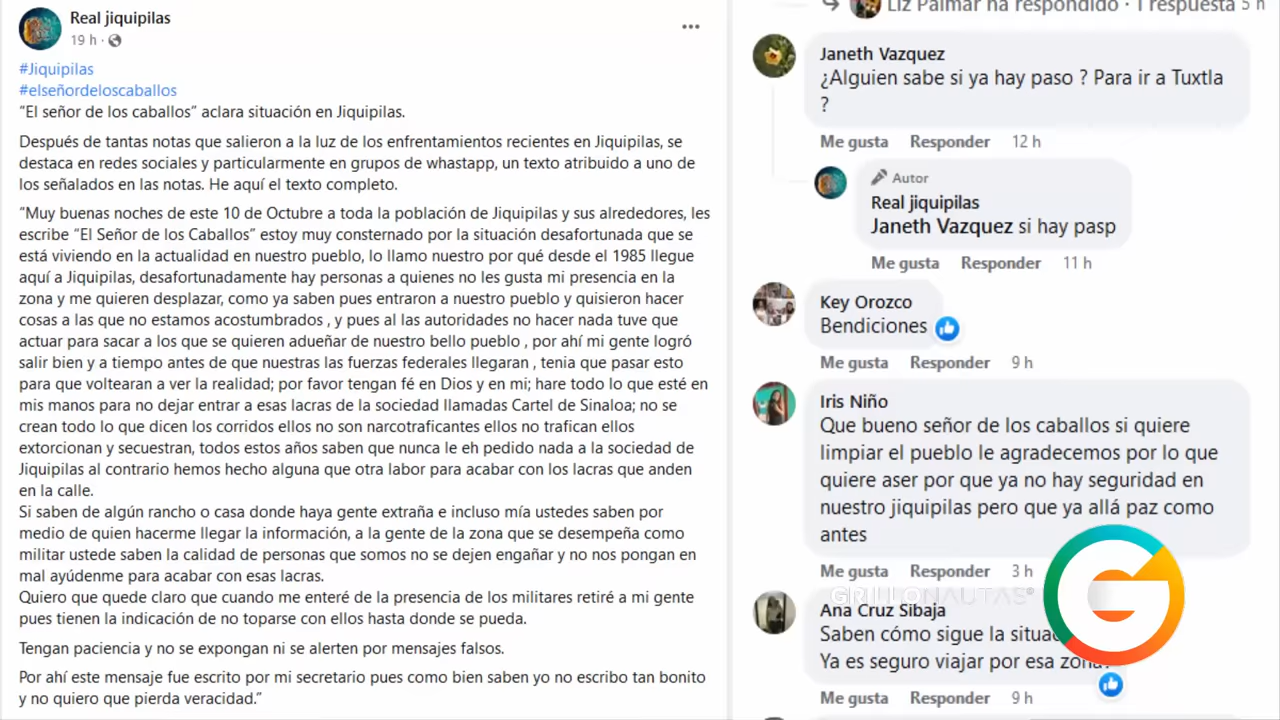 Real jiquipilas
19 h ·
#Jiquipilas
#elseñordeloscaballos
“El señor de los caballos” aclara situación en Jiquipilas.
Después de tantas notas que salieron a la luz de los enfrentamientos recientes en Jiquipilas, se
destaca en redes sociales y particularmente en grupos de whastapp, un texto atribuido a uno de
los señalados en las notas. He aquí el texto completo.
“Muy buenas noches de este 10 de Octubre a toda la población de Jiquipilas y sus alrededores, les
escribe “El Señor de los Caballos” estoy muy consternado por la situación desafortunada que se
está viviendo en la actualidad en nuestro pueblo, lo llamo nuestro por qué desde el 1985 llegue
aquí a Jiquipilas, desafortunadamente hay personas a quienes no les gusta mi presencia en la
zona y me quieren desplazar, como ya saben pues entraron a nuestro pueblo y quisieron hacer
cosas a las que no estamos acostumbrados , y pues al las autoridades no hacer nada tuve que
actuar para sacar a los que se quieren adueñar de nuestro bello pueblo , por ahí mi gente logró
salir bien y a tiempo antes de que nuestras las fuerzas federales llegaran , tenia que pasar esto
para que voltearan a ver la realidad; por favor tengan fé en Dios y en mi; hare todo lo que esté en
mis manos para no dejar entrar a esas lacras de la sociedad llamadas Cartel de Sinaloa; no se
crean todo lo que dicen los corridos ellos no son narcotraficantes ellos no trafican ellos
extorcionan y secuestran, todos estos años saben que nunca le eh pedido nada a la sociedad de
Jiquipilas al contrario hemos hecho alguna que otra labor para acabar con los lacras que anden
en la calle.
Si saben de algún rancho o casa donde haya gente extraña e incluso mía ustedes saben por
medio de quien hacerme llegar la información, a la gente de la zona que se desempeña como
militar ustede saben la calidad de personas que somos no se dejen engañar y no nos pongan en
mal ayúdenme para acabar con esas lacras.
Quiero que quede claro que cuando me enteré de la presencia de los militares retiré a mi gente
pues tienen la indicación de no toparse con ellos hasta donde se pueda.
Tengan paciencia y no se expongan ni se alerten por mensajes falsos.
Por ahí este mensaje fue escrito por mi secretario pues como bien saben yo no escribo tan bonito
y no quiero que pierda veracidad.”
Liz Palmar ha respondido · 1 respuesta 5 h
Janeth Vazquez
¿Alguien sabe si ya hay paso ? Para ir a Tuxtla
?
Me gusta Responder 12 h
Autor
Real jiquipilas
Janeth Vazquez si hay pasp
Me gusta Responder 11 h
Key Orozco
Bendiciones
Me gusta Responder 9 h
Iris Niño
Que bueno señor de los caballos si quiere
limpiar el pueblo le agradecemos por lo que
quiere aser por que ya no hay seguridad en
nuestro jiquipilas pero que ya allá paz como
antes
Me gusta Responder 3 h
GRILLONAUTAS®
Ana Cruz Sibaja
Saben cómo sigue la
Ya es seguro viajar por esa zona?
Me gusta Responder 9 h